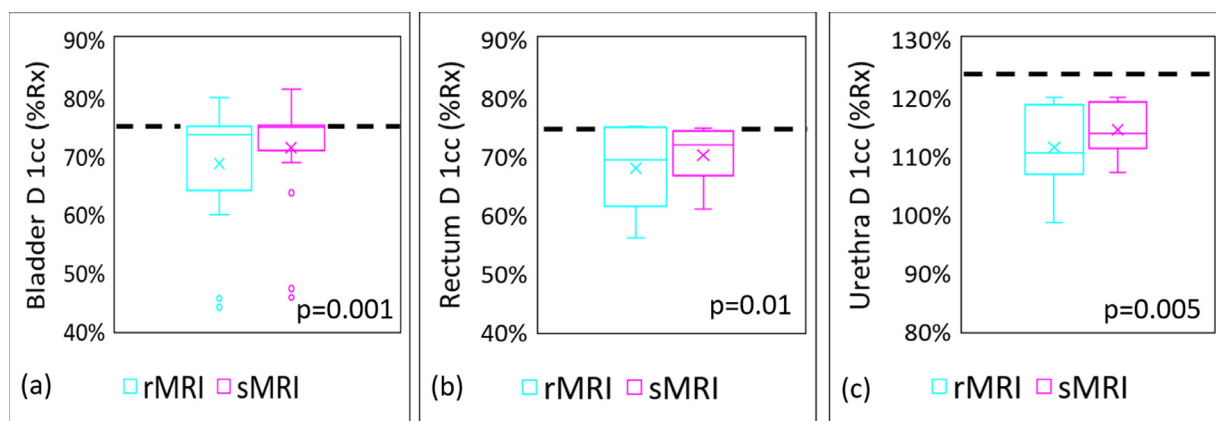 Bladder D 1cc (%Rx)
90%
80%
70%
60%
50%
40%
p=0.001
(a)
rMRI sMRI
Rectum D 1cc (%Rx)
90%
80%
70%
60%
50%
40%
p=0.01
(b)
rMRI sMRI
Urethra D 1cc (%Rx)
130%
120%
110%
100%
90%
80%
p=0.005
(c)
rMRI sMRI